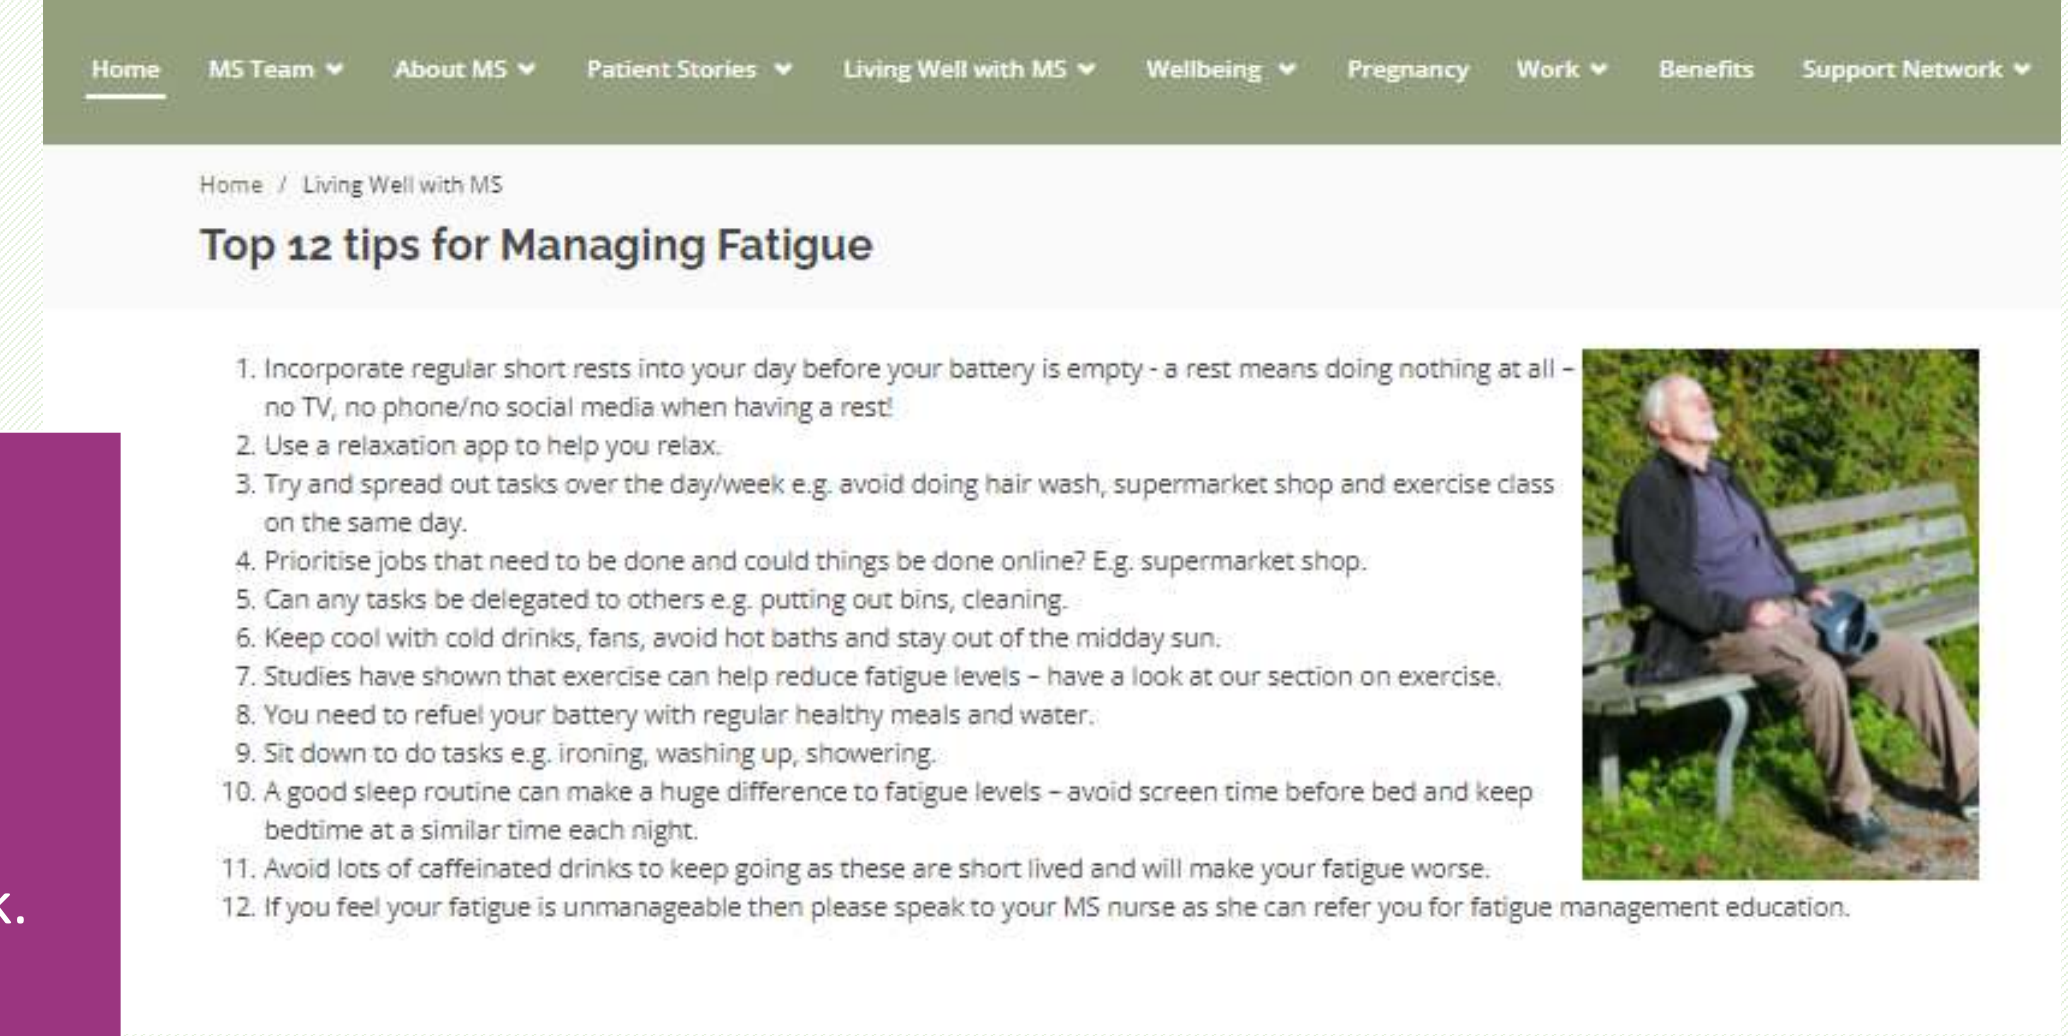 Home MS Team About MS Patient Stories Living Well with MS Wellbeing Pregnancy Work Benefits Support Network
Home / Living Well with MS
Top 12 tips for Managing Fatigue
1. Incorporate regular short rests into your day before your battery is empty - a rest means doing nothing at all –
no TV, no phone/no social media when having a rest!
2. Use a relaxation app to help you relax.
3. Try and spread out tasks over the day/week e.g. avoid doing hair wash, supermarket shop and exercise class
on the same day.
4. Prioritise jobs that need to be done and could things be done online? E.g. supermarket shop.
5. Can any tasks be delegated to others e.g. putting out bins, cleaning.
6. Keep cool with cold drinks, fans, avoid hot baths and stay out of the midday sun.
7. Studies have shown that exercise can help reduce fatigue levels – have a look at our section on exercise.
8. You need to refuel your battery with regular healthy meals and water.
9. Sit down to do tasks e.g. ironing, washing up, showering.
10. A good sleep routine can make a huge difference to fatigue levels – avoid screen time before bed and keep
bedtime at a similar time each night.
11. Avoid lots of caffeinated drinks to keep going as these are short lived and will make your fatigue worse.
12. If you feel your fatigue is unmanageable then please speak to your MS nurse as she can refer you for fatigue management education.